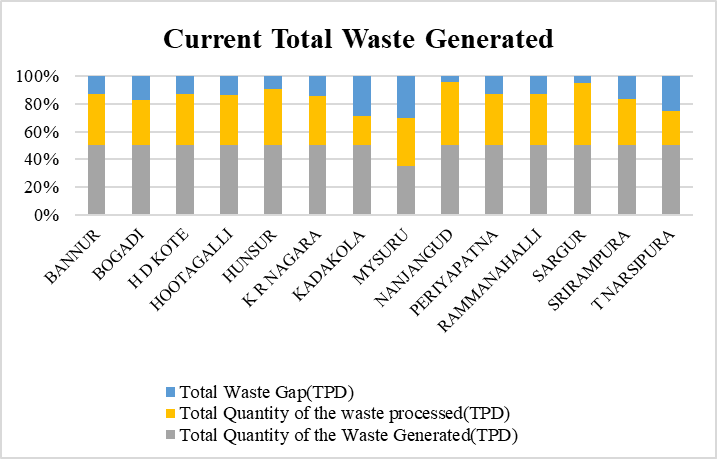 Current Total Waste Generated
100%
80%
60%
40%
20%
0%
BANNUR
BOGADI
H D KOTE
HOOTAGALLI
HUNSUR
K R NAGARA
KADAKOLA
MYSURU
NANJANGUD
PERIYAPATNA
RAMMANAHALLI
SARGUR
SRIRAMPURA
T NARSIPURA
Total Waste Gap(TPD)
Total Quantity of the waste processed(TPD)
Total Quantity of the Waste Generated(TPD)